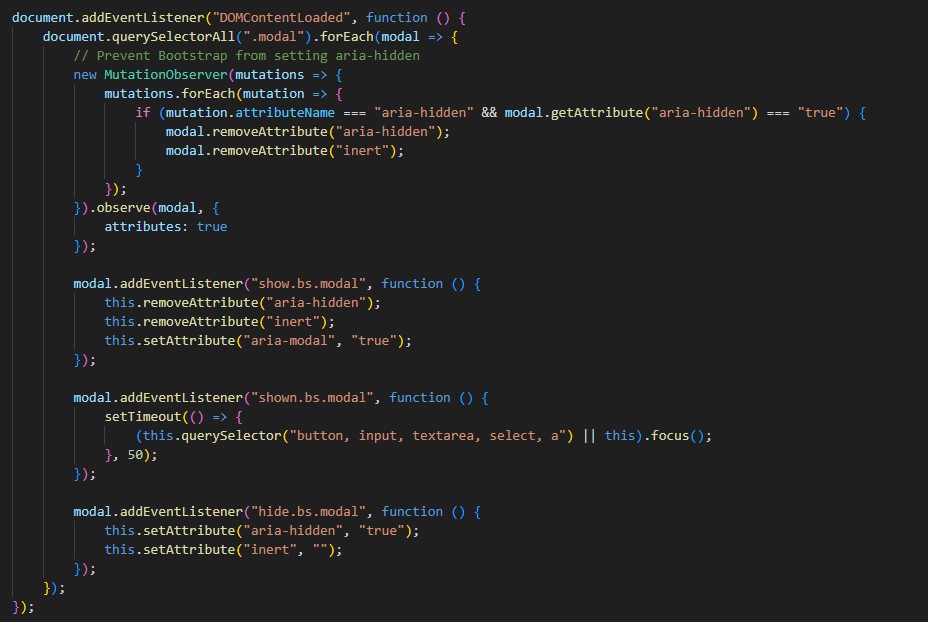 document.addEventListener("DOMContentLoaded", function () {
    document.querySelectorAll(".modal").forEach(modal => {
        // Prevent Bootstrap from setting aria-hidden
        new MutationObserver(mutations => {
            mutations.forEach(mutation => {
                if (mutation.attributeName === "aria-hidden" && modal.getAttribute("aria-hidden") === "true") {
                    modal.removeAttribute("aria-hidden");
                    modal.removeAttribute("inert");
                }
            });
        }).observe(modal, {
            attributes: true
        });

        modal.addEventListener("show.bs.modal", function () {
            this.removeAttribute("aria-hidden");
            this.removeAttribute("inert");
            this.setAttribute("aria-modal", "true");
        });

        modal.addEventListener("shown.bs.modal", function () {
            setTimeout(() => {
                (this.querySelector("button, input, textarea, select, a") || this).focus();
            }, 50);
        });

        modal.addEventListener("hide.bs.modal", function () {
            this.setAttribute("aria-hidden", "true");
            this.setAttribute("inert", "");
        });
    });
});